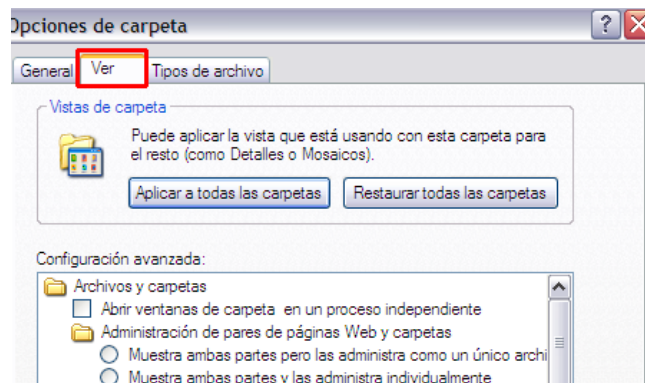 Opciones de carpeta
General Ver Tipos de archivo
Vistas de carpeta
Puede aplicar la vista que está usando con esta carpeta para
el resto (como Detalles o Mosaicos).
Aplicar a todas las carpetas Restaurar todas las carpetas
Configuración avanzada:
Archivos y carpetas
Abrir ventanas de carpeta en un proceso independiente
Administración de pares de páginas Web y carpetas
Muestra ambas partes pero las administra como un único archi
Muestra ambas partes y las administra individualmente